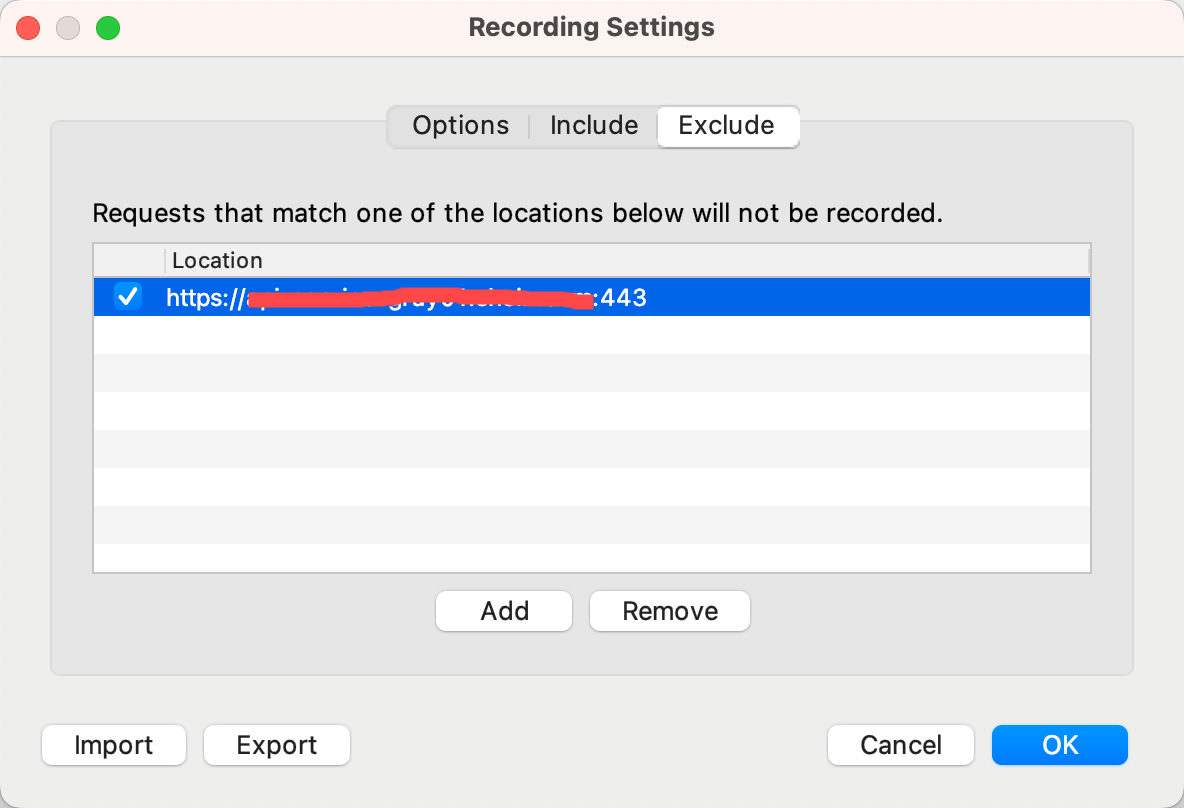 Recording Settings
Options Include Exclude
Requests that match one of the locations below will not be recorded.
Location
https:// :443
Add Remove
Import Export Cancel OK